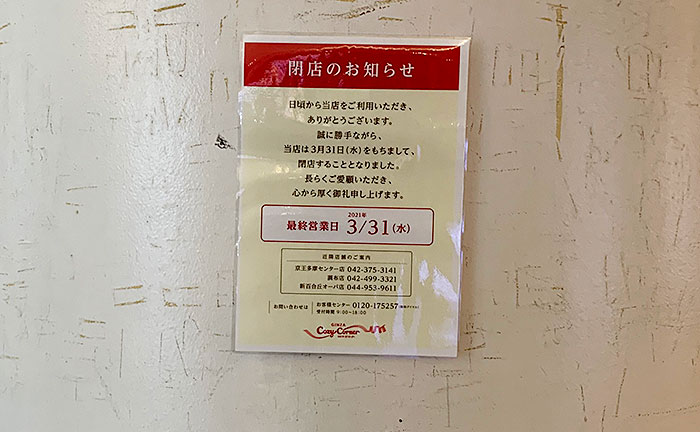 閉店のお知らせ
日頃から当店をご利用いただき、
ありがとうございます。
誠に勝手ながら、
当店は3月31日(水)をもちまして、
閉店することとなりました。
長らくご愛顧いただき、
心から厚く御礼申し上げます。
2021年
最終営業日 3/31(水)
近隣店舗のご案内
京王多摩センター店 042-375-3141
調布店 042-499-3321
新百合丘オーパ店 044-953-9611
お問い合わせは
お客様センター 0120-175257
受付時間 9:00~18:00
GINZA
Cozy Corner